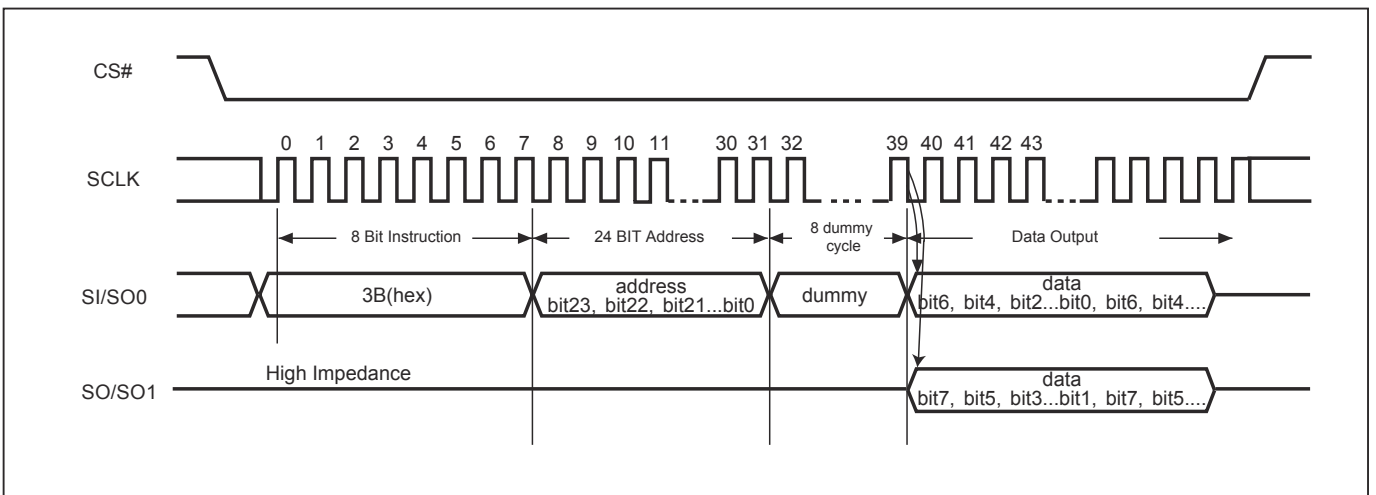 CS#
0 1 2 3 4 5 6 7 8 9 10 11 30 31 32 39 40 41 42 43
SCLK
8 Bit Instruction 24 BIT Address 8 dummy Data Output
cycle
SI/SO0 3B(hex) address dummy data
bit23, bit22, bit21...bit0 bit6, bit4, bit2...bit0, bit6, bit4....
High Impedance
SO/SO1 data
bit7, bit5, bit3...bit1, bit7, bit5....